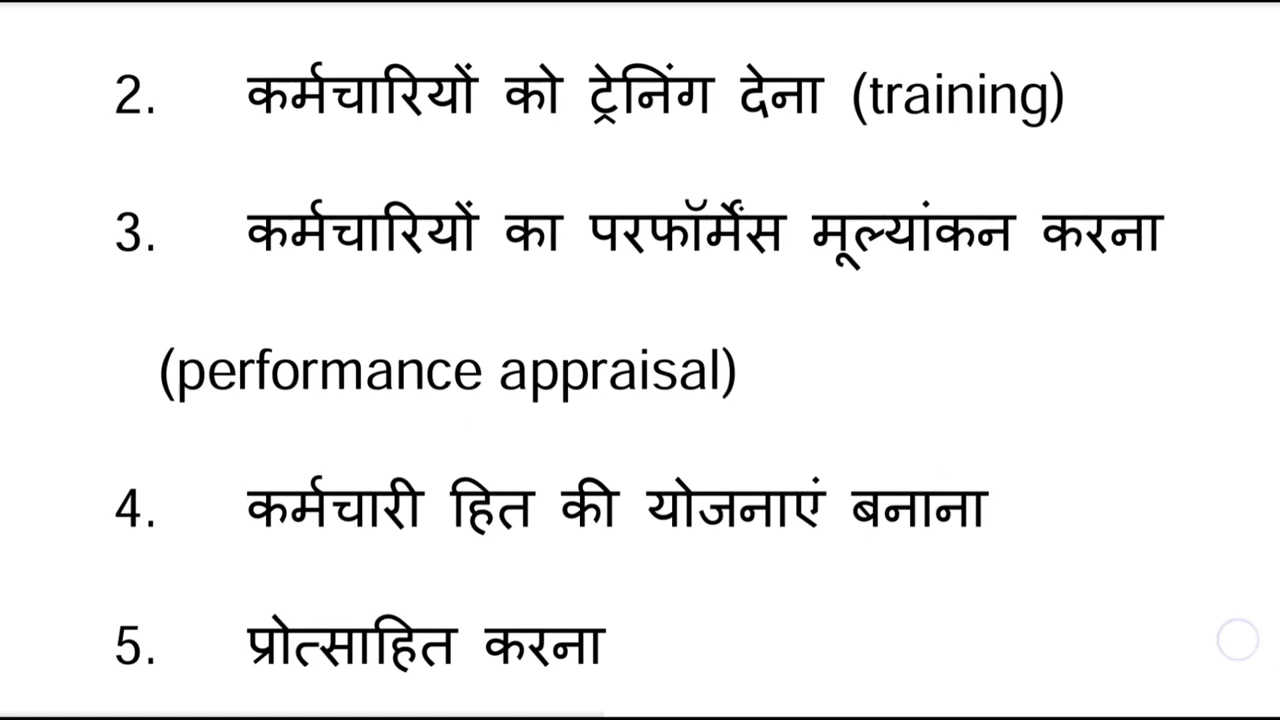 2. कर्मचारियों को ट्रेनिंग देना (training)
3. कर्मचारियों का परफॉर्मेंस मूल्यांकन करना
(performance appraisal)
4. कर्मचारी हित की योजनाएं बनाना
5. प्रोत्साहित करना